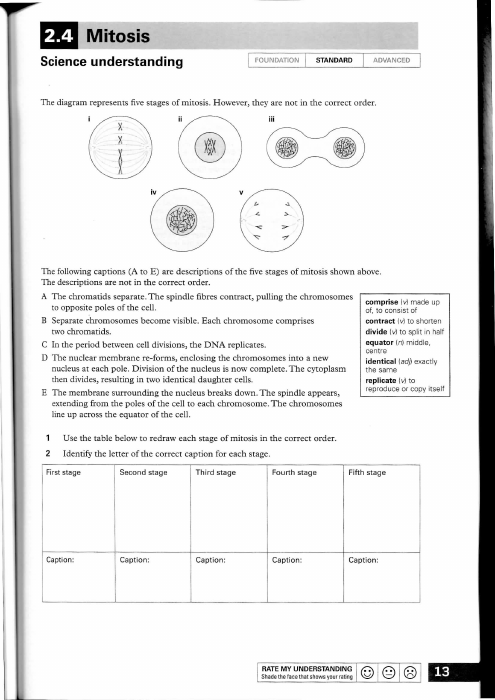 2.4 Mitosis
Science understanding
FOUNDATION STANDARD ADVANCED
The diagram represents five stages of mitosis. However, they are not in the correct order.
i ii iii
iv v
The following captions (A to E) are descriptions of the five stages of mitosis shown above.
The descriptions are not in the correct order.
A The chromatids separate. The spindle fibres contract, pulling the chromosomes
to opposite poles of the cell.
B Separate chromosomes become visible. Each chromosome comprises
two chromatids.
C In the period between cell divisions, the DNA replicates.
D The nuclear membrane re-forms, enclosing the chromosomes into a new
nucleus at each pole. Division of the nucleus is now complete. The cytoplasm
then divides, resulting in two identical daughter cells.
E The membrane surrounding the nucleus breaks down. The spindle appears,
extending from the poles of the cell to each chromosome. The chromosomes
line up across the equator of the cell.
comprise (v) made up
of, to consist of
contract (v) to shorten
divide (v) to split in half
equator (n) middle,
centre
identical (adj) exactly
the same
replicate (v) to
reproduce or copy itself
1 Use the table below to redraw each stage of mitosis in the correct order.
2 Identify the letter of the correct caption for each stage.
First stage Second stage Third stage Fourth stage Fifth stage
Caption: Caption: Caption: Caption: Caption:
RATE MY UNDERSTANDING
Shade the face that shows your rating
13